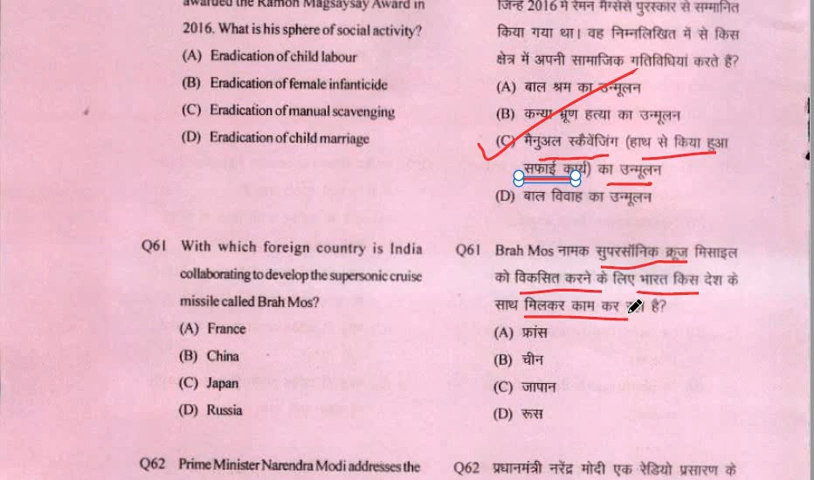 awarded the Ramon Magsaysay Award in
2016. What is his sphere of social activity?
(A) Eradication of child labour
(B) Eradication of female infanticide
(C) Eradication of manual scavenging
(D) Eradication of child marriage
जिन्हें 2016 में रेमन मैग्सेसे पुरस्कार से सम्मानित
किया गया था। वह निम्नलिखित में से किस
क्षेत्र में अपनी सामाजिक गतिविधियां करते हैं?
(A) बाल श्रम का उन्मूलन
(B) कन्या भ्रूण हत्या का उन्मूलन
(C) मैनुअल स्कैवेंजिंग (हाथ से किया हुआ
सफाई कार्य) का उन्मूलन
(D) बाल विवाह का उन्मूलन
Q61 With which foreign country is India
collaborating to develop the supersonic cruise
missile called Brah Mos?
(A) France
(B) China
(C) Japan
(D) Russia
Q61 Brah Mos नामक सुपरसॉनिक क्रूज मिसाइल
को विकसित करने के लिए भारत किस देश के
साथ मिलकर काम कर है?
(A) फ्रांस
(B) चीन
(C) जापान
(D) रूस
Q62 Prime Minister Narendra Modi addresses the
Q62 प्रधानमंत्री नरेंद्र मोदी एक रेडियो प्रसारण के